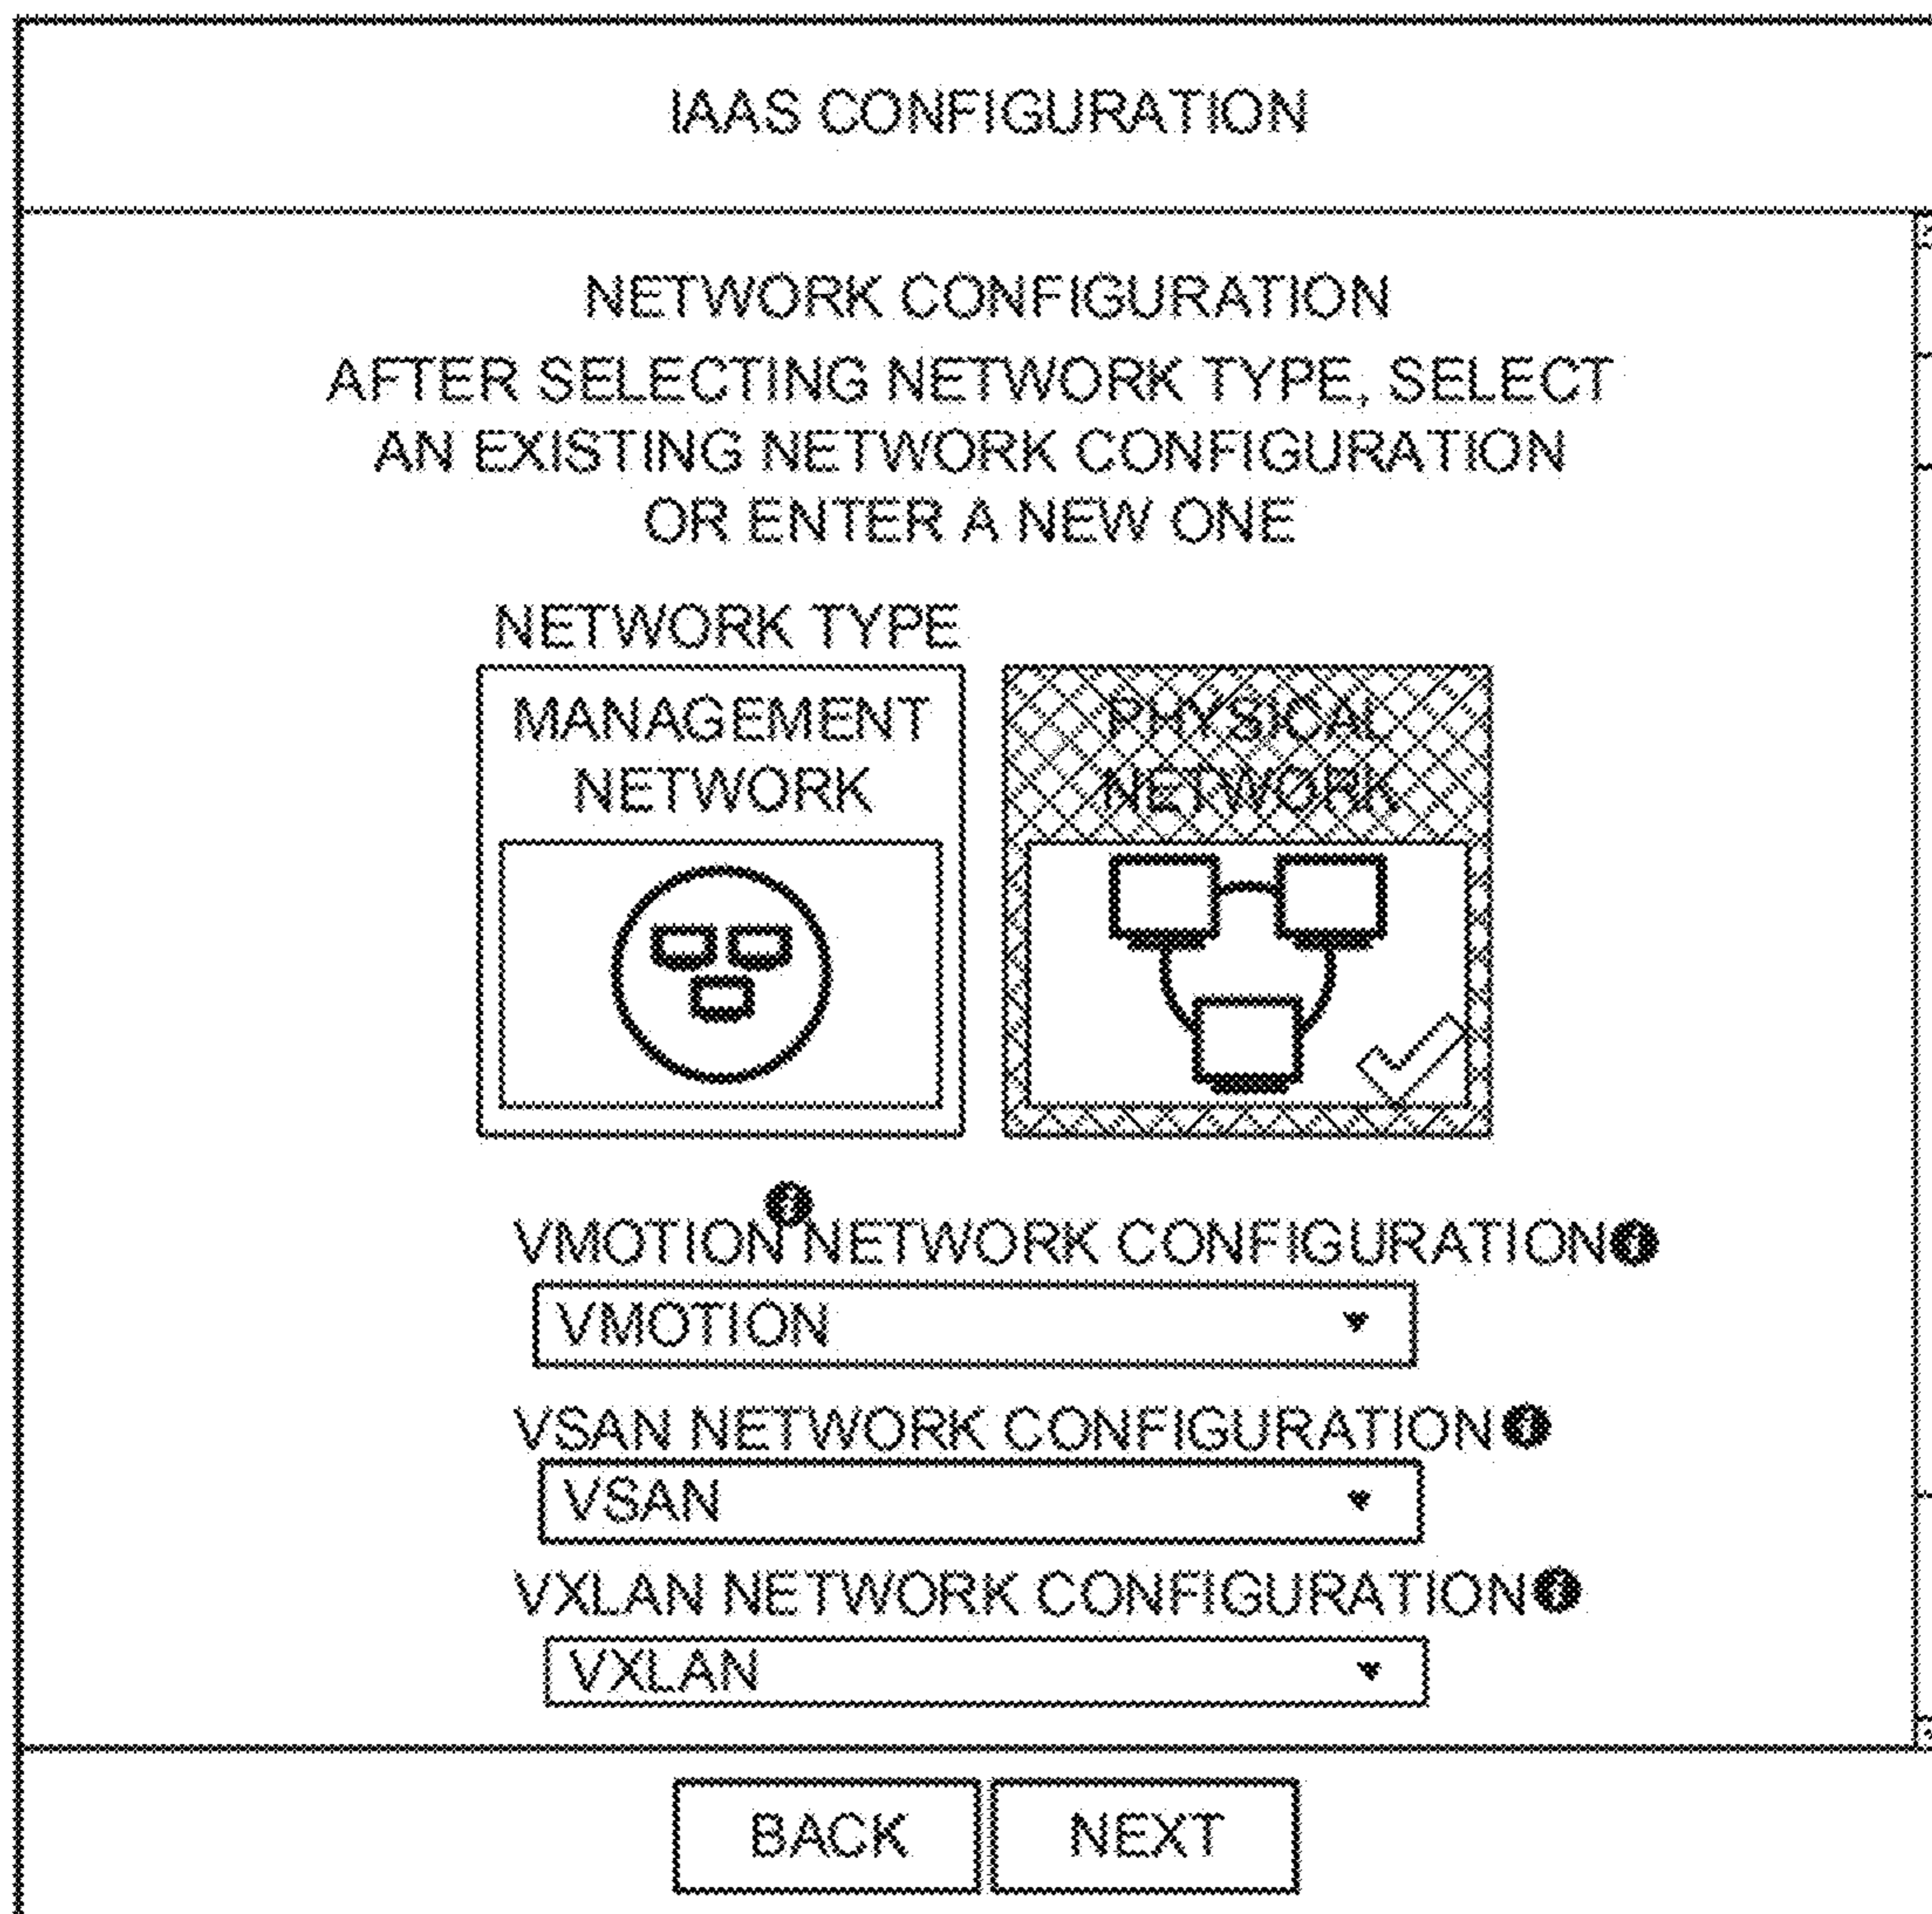 IAAS CONFIGURATION
NETWORK CONFIGURATION
AFTER SELECTING NETWORK TYPE, SELECT
AN EXISTING NETWORK CONFIGURATION
OR ENTER A NEW ONE
NETWORK TYPE
MANAGEMENT
NETWORK
PHYSICAL
NETWORK
VMOTION NETWORK CONFIGURATION
VMOTION
VSAN NETWORK CONFIGURATION
VSAN
VXLAN NETWORK CONFIGURATION
VXLAN
BACK
NEXT